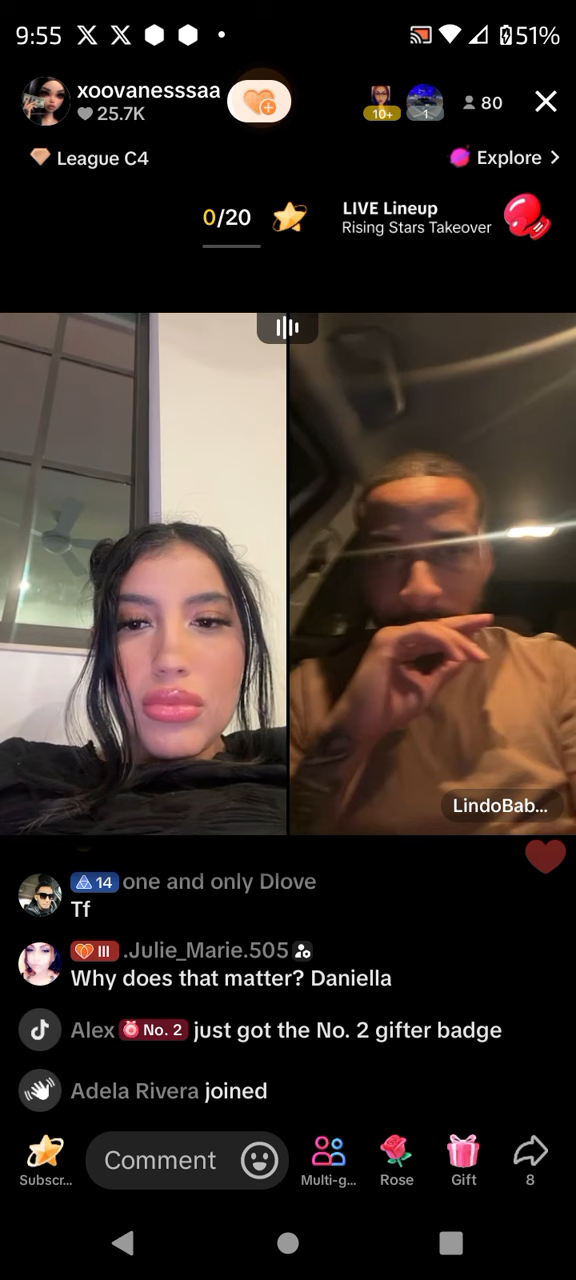 9:55
51%
xoovanesssaa
25.7K
10+
1
80
League C4
Explore
0/20
LIVE Lineup
Rising Stars Takeover
LindoBab...
14 one and only Dlove
Tf
III .Julie_Marie.505
Why does that matter? Daniella
Alex No. 2 just got the No. 2 gifter badge
Adela Rivera joined
Comment
Subscr...
Multi-g...
Rose
Gift
8